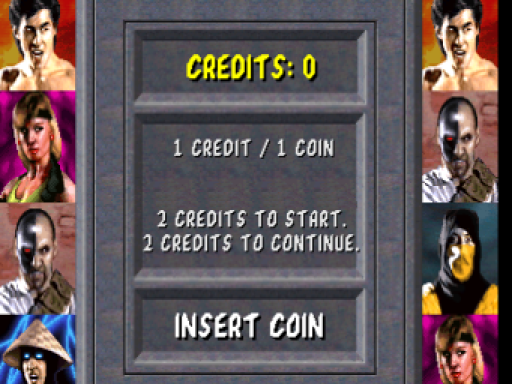 CREDITS: 0
1 CREDIT / 1 COIN
2 CREDITS TO START.
2 CREDITS TO CONTINUE.
INSERT COIN